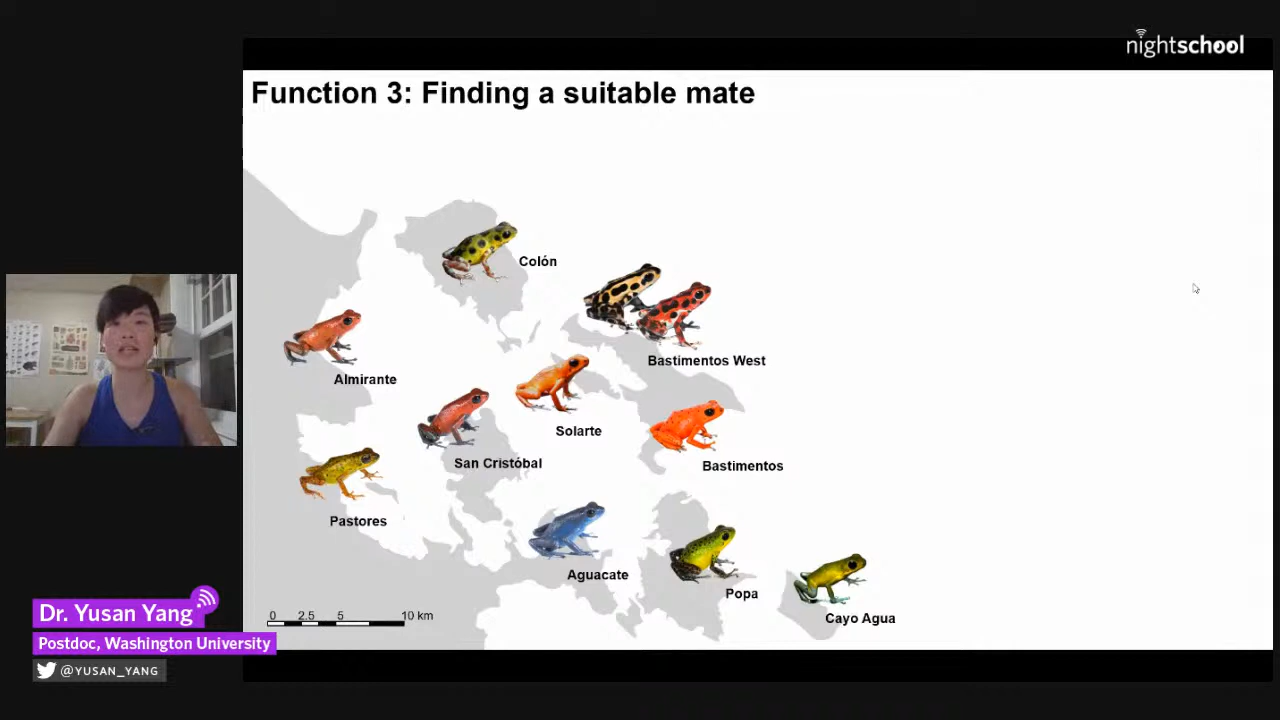 nightschool
Function 3: Finding a suitable mate
Colón
Bastimentos West
Almirante
Solarte
San Cristóbal
Bastimentos
Pastores
Aguacate
Popa
Cayo Agua
0 2.5 5 10 km
Dr. Yusan Yang
Postdoc, Washington University
@YUSAN_YANG